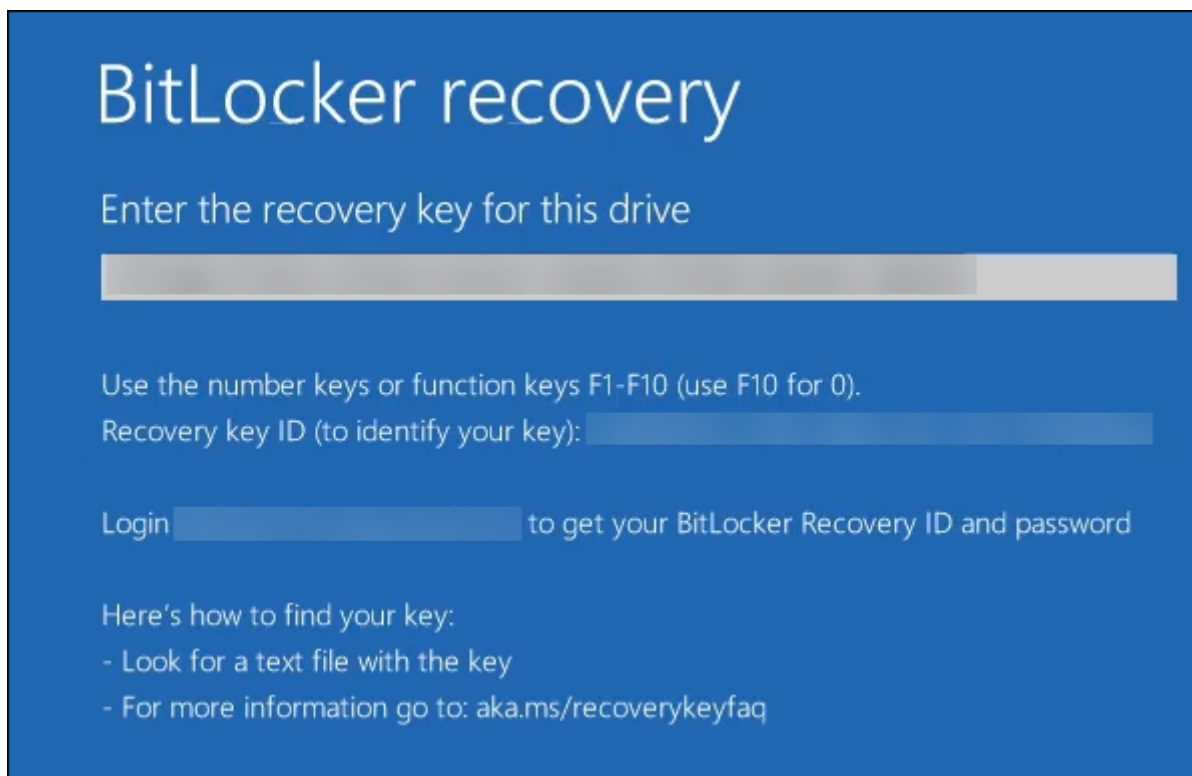 BitLocker recovery
Enter the recovery key for this drive
Use the number keys or function keys F1-F10 (use F10 for 0).
Recovery key ID (to identify your key):
Login to get your BitLocker Recovery ID and password
Here's how to find your key:
- Look for a text file with the key
- For more information go to: aka.ms/recoverykeyfaq